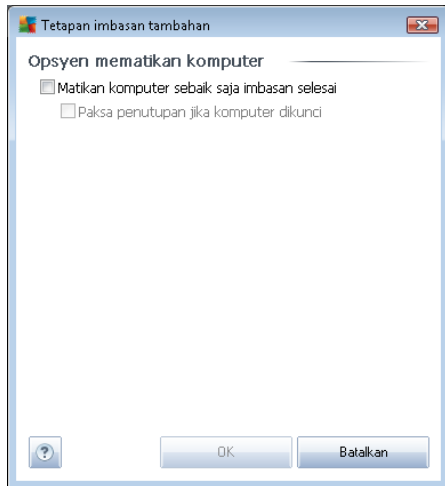 Tetapan imbasan tambahan
Opsyen mematikan komputer
Matikan komputer sebaik saja imbasan selesai
Paksa penutupan jika komputer dikunci
?
OK
Batalkan